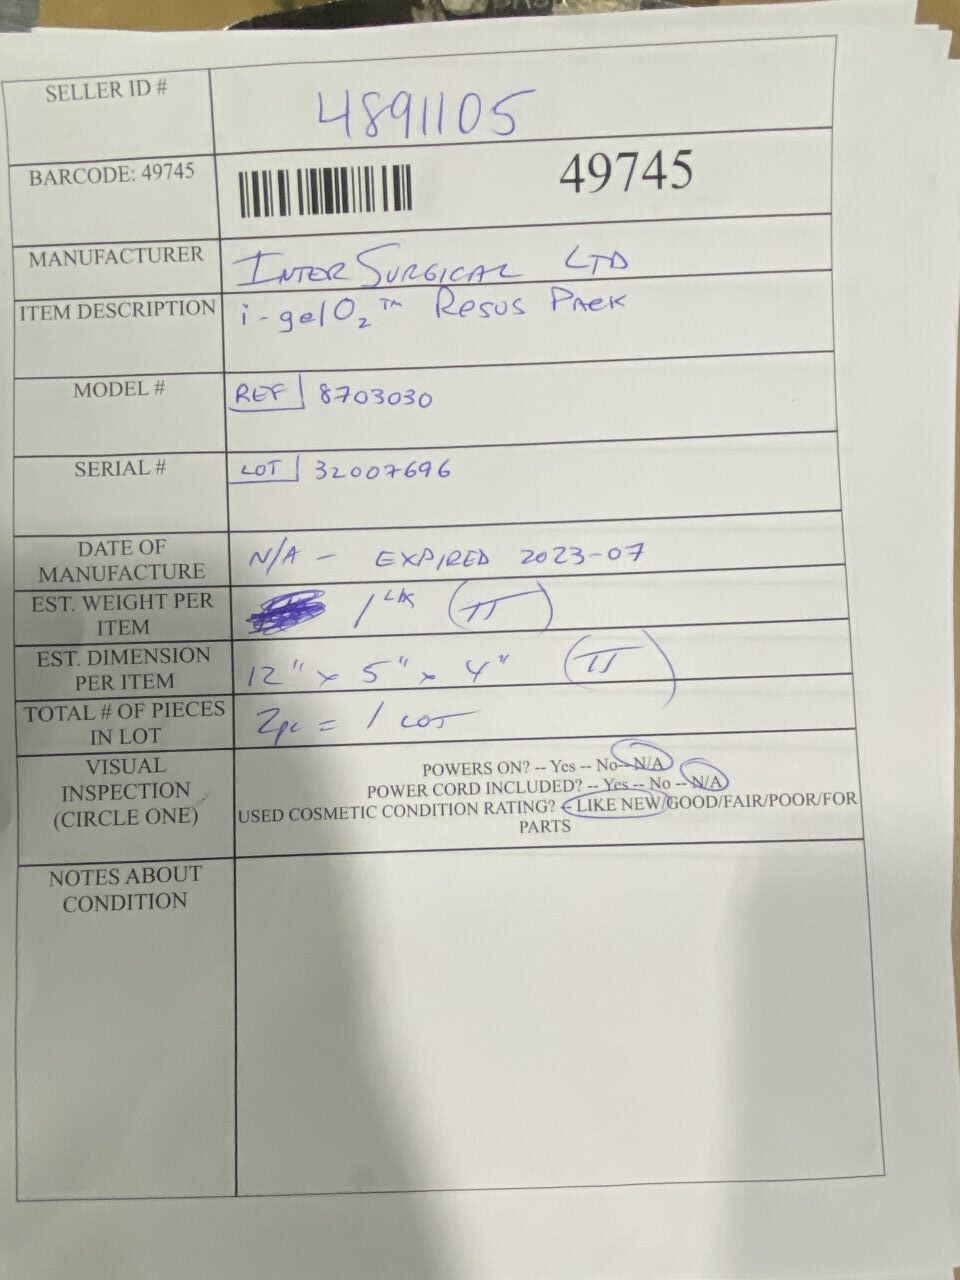 SELLER ID #
4891105
BARCODE: 49745
49745
MANUFACTURER
INTER SURGICAL LTD
ITEM DESCRIPTION
i-gel O2™ RESUS PACK
MODEL #
REF 8703030
SERIAL #
LOT 32007696
DATE OF
MANUFACTURE
N/A - EXPIRED 2023-07
EST. WEIGHT PER
ITEM
1
EST. DIMENSION
PER ITEM
12" x 5" x 4"
TOTAL # OF PIECES
IN LOT
2pc = 1 LOT
VISUAL
INSPECTION
(CIRCLE ONE)
POWERS ON? -- Yes -- No-- N/A
POWER CORD INCLUDED? -- Yes -- No -- N/A
USED COSMETIC CONDITION RATING? - LIKE NEW/GOOD/FAIR/POOR/FOR
PARTS
NOTES ABOUT
CONDITION